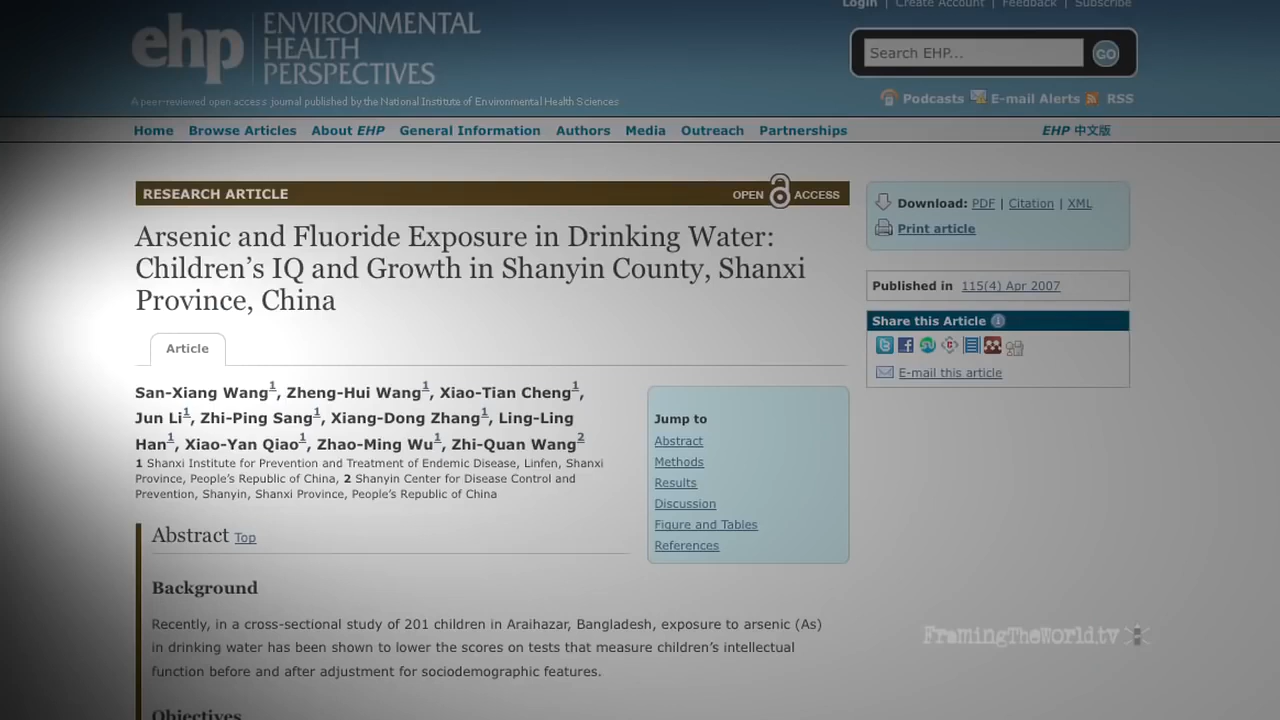 Login | Create Account | Feedback | Subscribe
ehp ENVIRONMENTAL
HEALTH
PERSPECTIVES
Search EHP... GO
A peer-reviewed open access journal published by the National Institute of Environmental Health Sciences
Podcasts E-mail Alerts RSS
Home Browse Articles About EHP General Information Authors Media Outreach Partnerships EHP 中文版
RESEARCH ARTICLE OPEN ACCESS
Arsenic and Fluoride Exposure in Drinking Water:
Children’s IQ and Growth in Shanyin County, Shanxi
Province, China
Download: PDF | Citation | XML
Print article
Published in 115(4) Apr 2007
Share this Article
E-mail this article
Article
San-Xiang Wang1, Zheng-Hui Wang1, Xiao-Tian Cheng1,
Jun Li1, Zhi-Ping Sang1, Xiang-Dong Zhang1, Ling-Ling
Han1, Xiao-Yan Qiao1, Zhao-Ming Wu1, Zhi-Quan Wang2
1 Shanxi Institute for Prevention and Treatment of Endemic Disease, Linfen, Shanxi
Province, People’s Republic of China, 2 Shanyin Center for Disease Control and
Prevention, Shanyin, Shanxi Province, People’s Republic of China
Jump to
Abstract
Methods
Results
Discussion
Figure and Tables
References
Abstract Top
Background
Recently, in a cross-sectional study of 201 children in Araihazar, Bangladesh, exposure to arsenic (As)
in drinking water has been shown to lower the scores on tests that measure children’s intellectual
function before and after adjustment for sociodemographic features.
Objectives
FramingTheWorld.tv